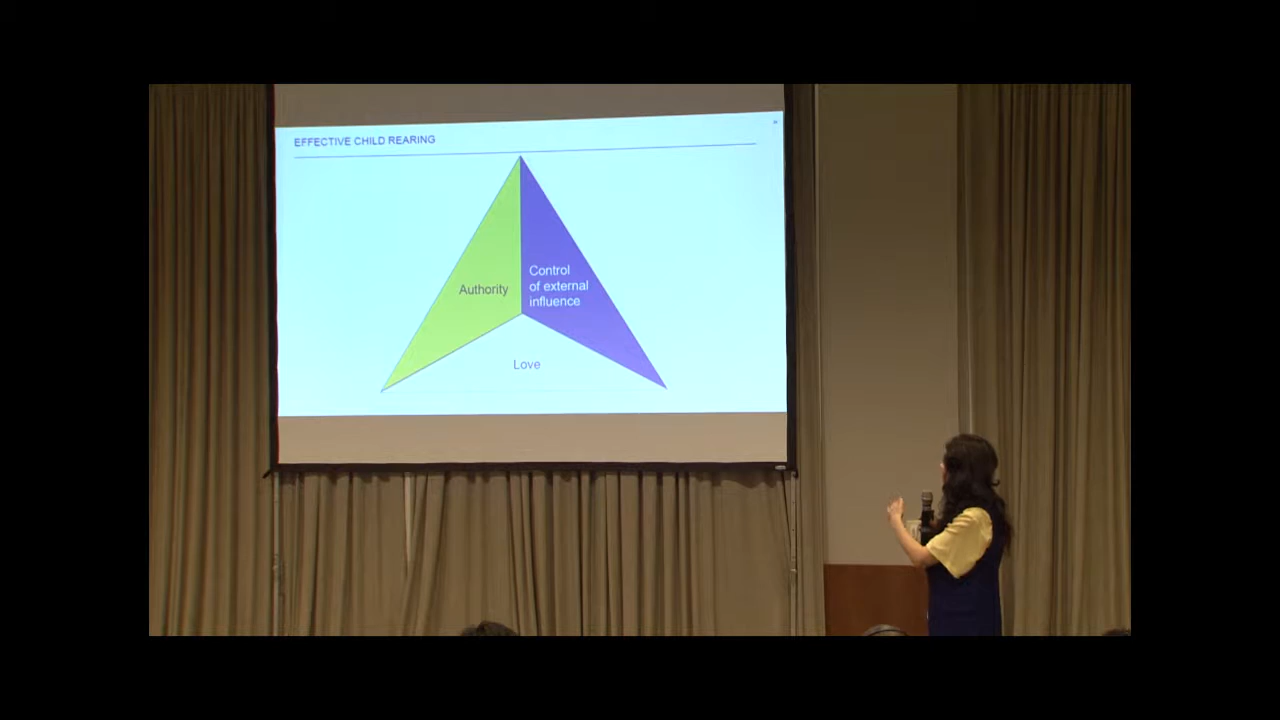 EFFECTIVE CHILD REARING
Authority
Control
of external
influence
Love